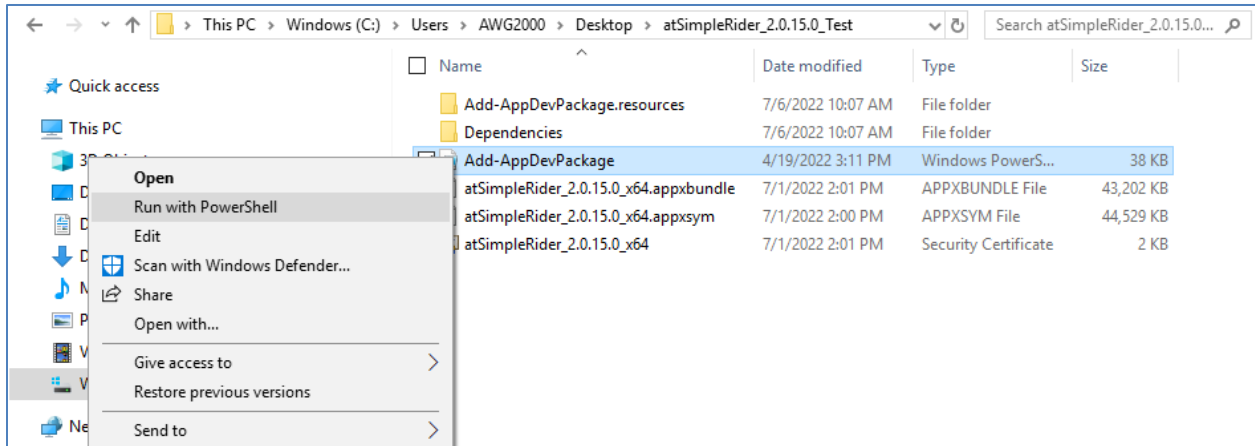 This PC > Windows (C:) > Users > AWG2000 > Desktop > atSimpleRider_2.0.15.0_Test
Search atSimpleRider_2.0.15.0...
Quick access
This PC
Name Date modified Type Size
Add-AppDevPackage.resources 7/6/2022 10:07 AM File folder
Dependencies 7/6/2022 10:07 AM File folder
Add-AppDevPackage 4/19/2022 3:11 PM Windows PowerS... 38 KB
atSimpleRider_2.0.15.0_x64.appxbundle 7/1/2022 2:01 PM APPXBUNDLE File 43,202 KB
atSimpleRider_2.0.15.0_x64.appxsym 7/1/2022 2:00 PM APPXSYM File 44,529 KB
atSimpleRider_2.0.15.0_x64 7/1/2022 2:01 PM Security Certificate 2 KB
Open
Run with PowerShell
Edit
Scan with Windows Defender...
Share
Open with...
Give access to
Restore previous versions
Send to